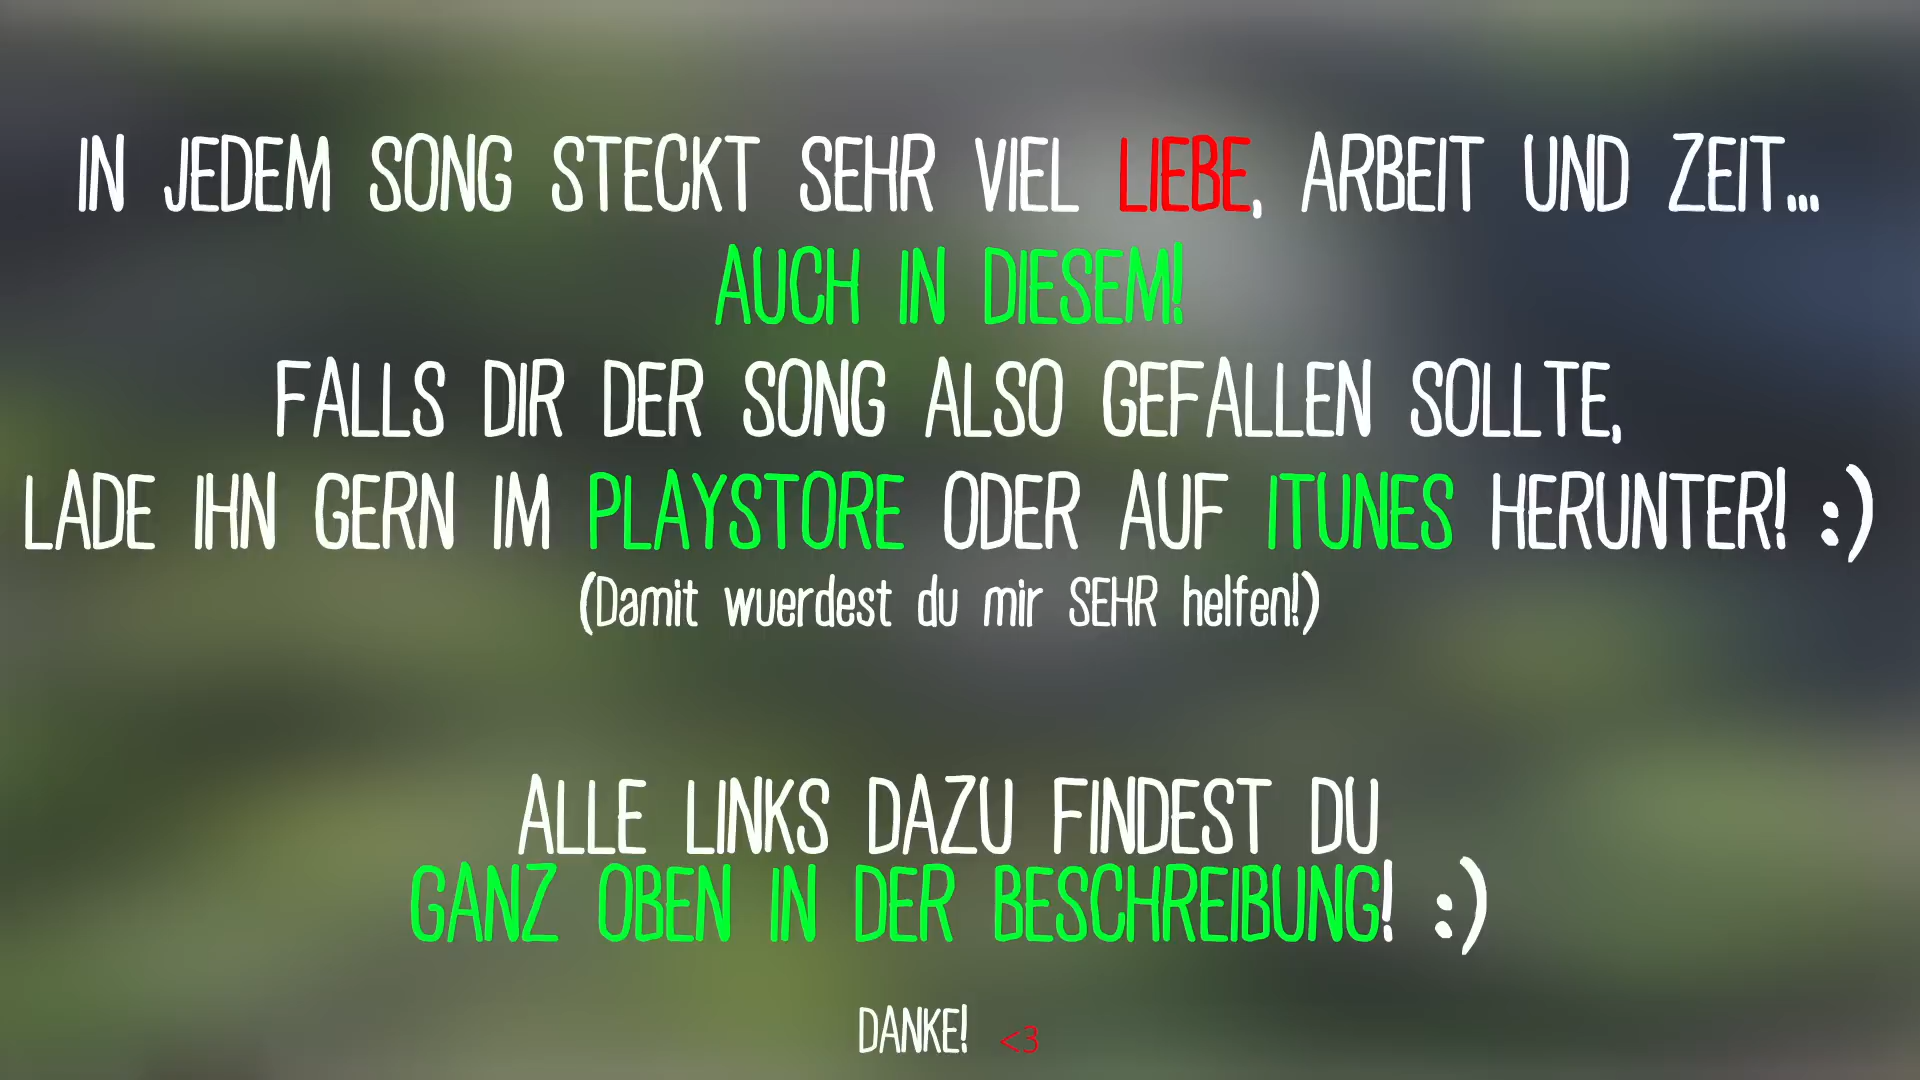 IN JEDEM SONG STECKT SEHR VIEL LIEBE, ARBEIT UND ZEIT...
AUCH IN DIESEM!
FALLS DIR DER SONG ALSO GEFALLEN SOLLTE,
LADE IHN GERN IM PLAYSTORE ODER AUF ITUNES HERUNTER! :)
(Damit wuerdest du mir SEHR helfen!)
ALLE LINKS DAZU FINDEST DU
GANZ OBEN IN DER BESCHREIBUNG! :)
DANKE! <3